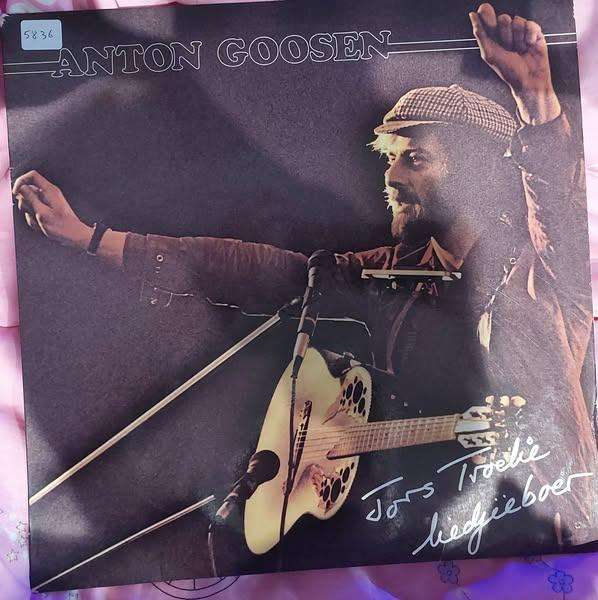 5836
ANTON GOOSEN
Jors Troelie
liedjieboer